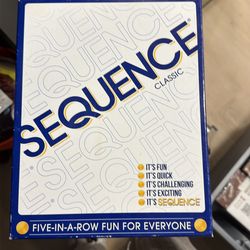 SEQUENCE®
CLASSIC
IT'S FUN
IT'S QUICK
IT'S CHALLENGING
IT'S EXCITING
IT'S SEQUENCE
FIVE-IN-A-ROW FUN FOR EVERYONE